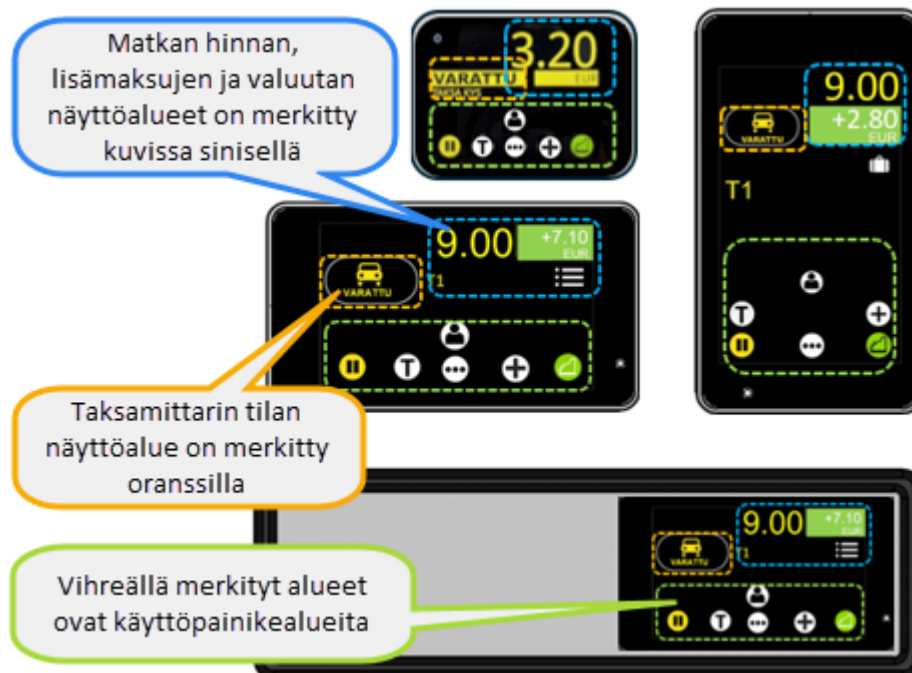 Matkan hinnan,
lisämaksujen ja valuutan
näyttöalueet on merkitty
kuvissa sinisellä
3.20
VARATTU
EUR
TAKSA KYS
T
9.00
+2.80
EUR
VARATTU
T1
T
9.00
+7.10
EUR
T1
VARATTU
T
Taksamittarin tilan
näyttöalue on merkitty
oranssilla
9.00
+7.10
EUR
T1
VARATTU
T
Vihreällä merkityt alueet
ovat käyttöpainikealueita